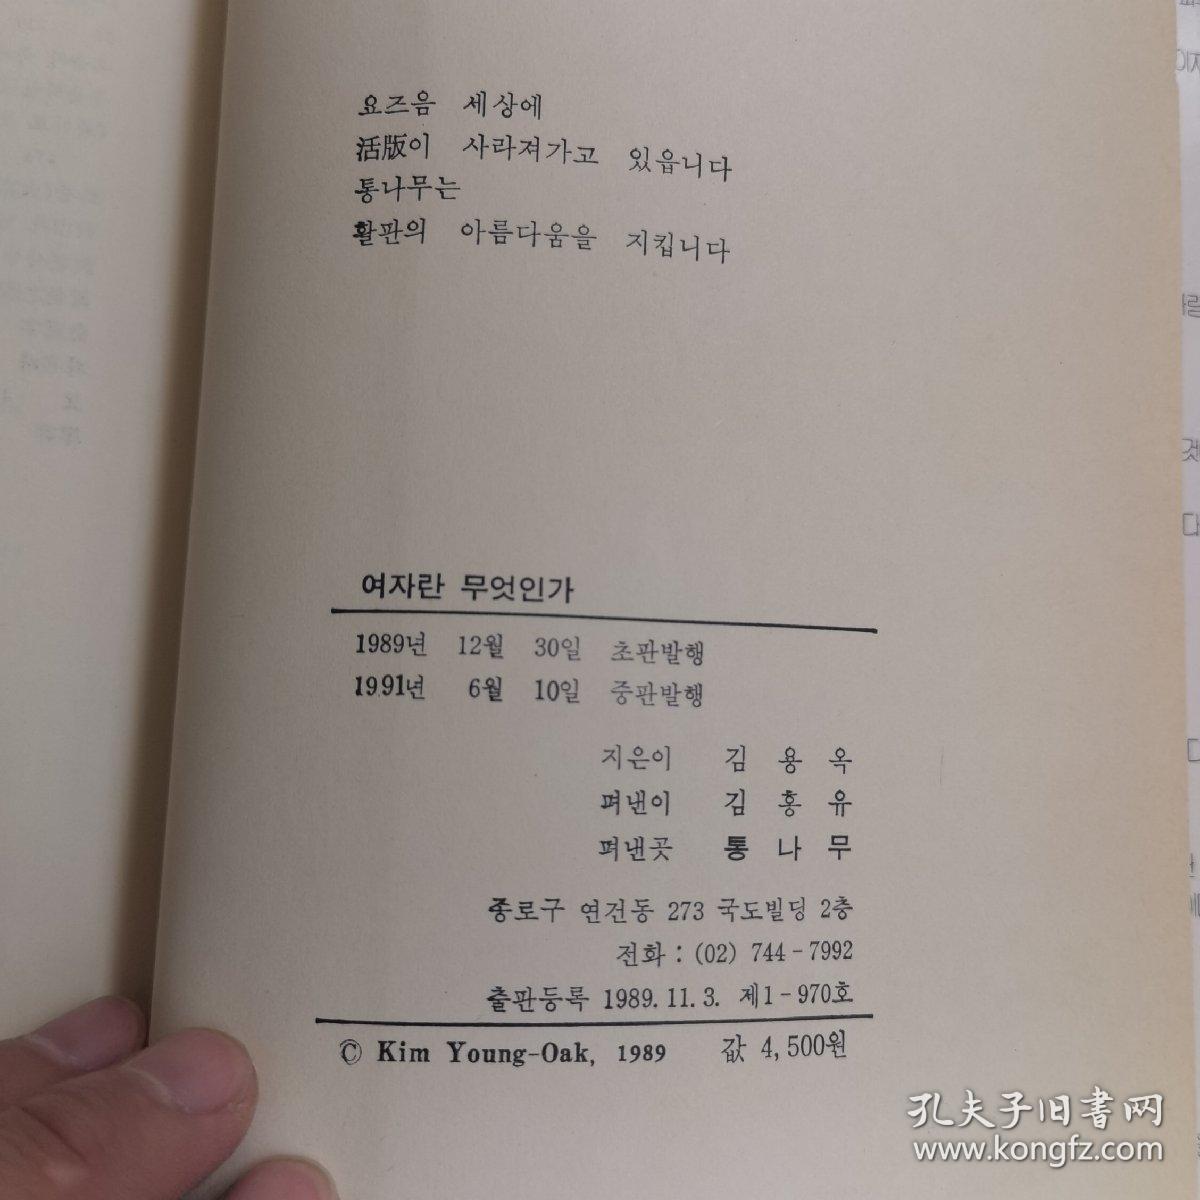 요즈음 세상에
活版이 사라져가고 있읍니다
통나무는
활판의 아름다움을 지킵니다
여자란 무엇인가
1989년 12월 30일 초판발행
1991년 6월 10일 중판발행
지은이 김 용 옥
펴낸이 김 홍 유
펴낸곳 통 나 무
종로구 연건동 273 국도빌딩 2층
전화 : (02) 744-7992
출판등록 1989. 11. 3. 제1-970호
© Kim Young-Oak, 1989 값 4,500원
孔夫子旧書网
www.kongfz.com